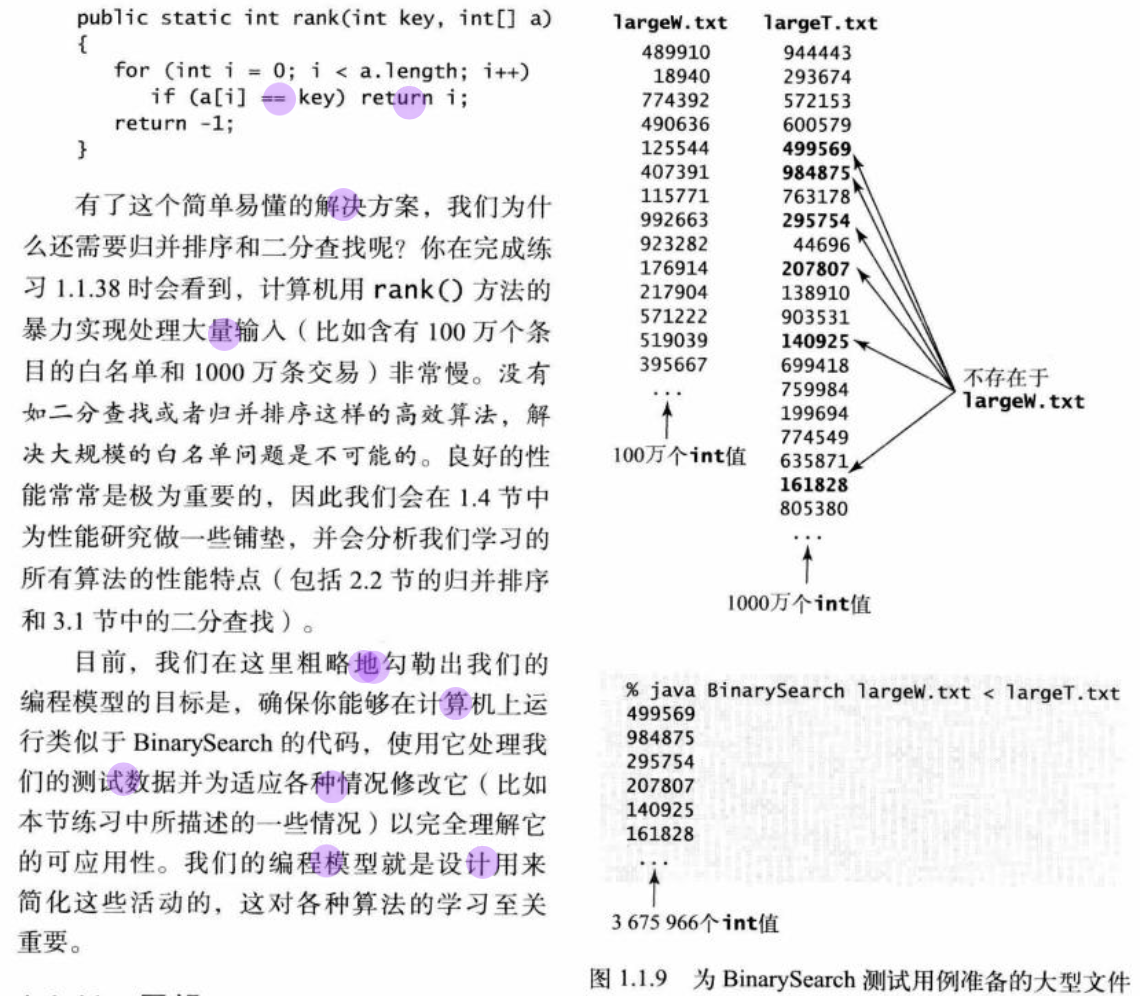 public static int rank(int key, int[] a)
{
for (int i = 0; i < a.length; i++)
if (a[i] == key) return i;
return -1;
}
有了这个简单易懂的解决方案，我们为什
么还需要归并排序和二分查找呢？你在完成练
习 1.1.38 时会看到，计算机用 rank() 方法的
暴力实现处理大量输入（比如含有 100 万个条
目的白名单和 1000 万条交易）非常慢。没有
如二分查找或者归并排序这样的高效算法，解
决大规模的白名单问题是不可能的。良好的性
能常常是极为重要的，因此我们会在 1.4 节中
为性能研究做一些铺垫，并会分析我们学习的
所有算法的性能特点（包括 2.2 节的归并排序
和 3.1 节中的二分查找）。
目前，我们在这里粗略地勾勒出我们的
编程模型的目标是，确保你能够在计算机上运
行类似于 BinarySearch 的代码，使用它处理我
们的测试数据并为适应各种情况修改它（比如
本节练习中所描述的一些情况）以完全理解它
的可应用性。我们的编程模型就是设计用来
简化这些活动的，这对各种算法的学习至关
重要。
largeW.txt
489910
18940
774392
490636
125544
407391
115771
992663
923282
176914
217904
571222
519039
395667
...
100万个int值
largeT.txt
944443
293674
572153
600579
499569
984875
763178
295754
44696
207807
138910
903531
140925
699418
759984
199694
774549
635871
161828
805380
...
1000万个int值
不存在于
largeW.txt
% java BinarySearch largeW.txt < largeT.txt
499569
984875
295754
207807
140925
161828
...
3 675 966个int值
图 1.1.9 为 BinarySearch 测试用例准备的大型文件